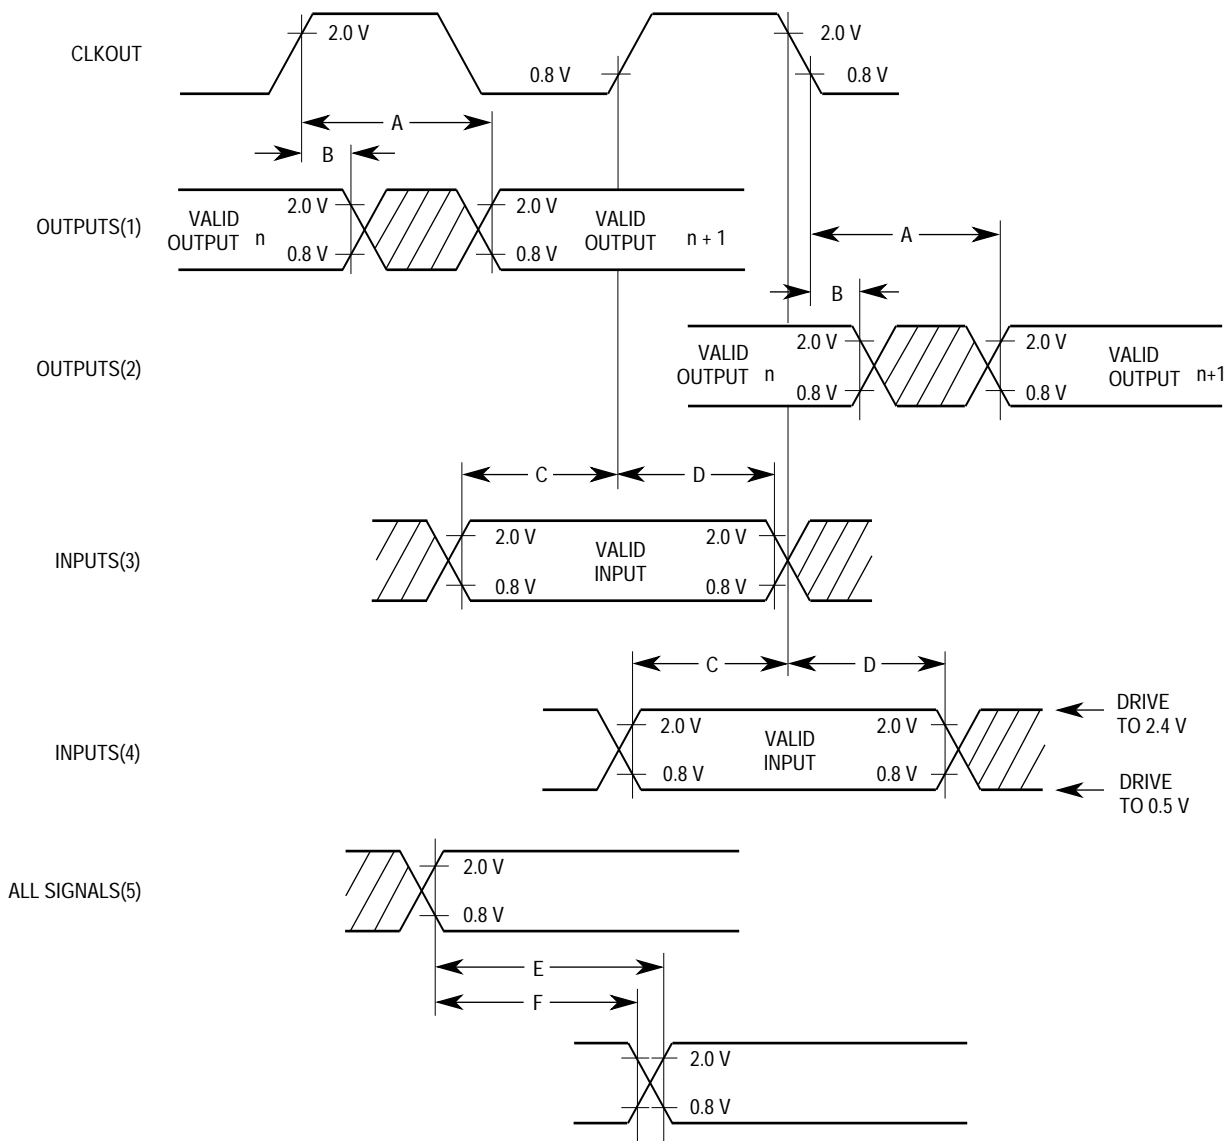 2.0 V
2.0 V
CLKOUT
0.8 V
0.8 V
A
B
2.0 V
2.0 V
VALID
OUTPUT n
VALID
OUTPUT n + 1
OUTPUTS(1)
0.8 V
0.8 V
A
B
2.0 V
2.0 V
VALID
OUTPUT n
VALID
OUTPUT n+1
OUTPUTS(2)
0.8 V
0.8 V
C
D
2.0 V
2.0 V
VALID
INPUT
INPUTS(3)
0.8 V
0.8 V
C
D
DRIVE
TO 2.4 V
2.0 V
2.0 V
VALID
INPUT
INPUTS(4)
0.8 V
0.8 V
DRIVE
TO 0.5 V
2.0 V
ALL SIGNALS(5)
0.8 V
E
F
2.0 V
0.8 V